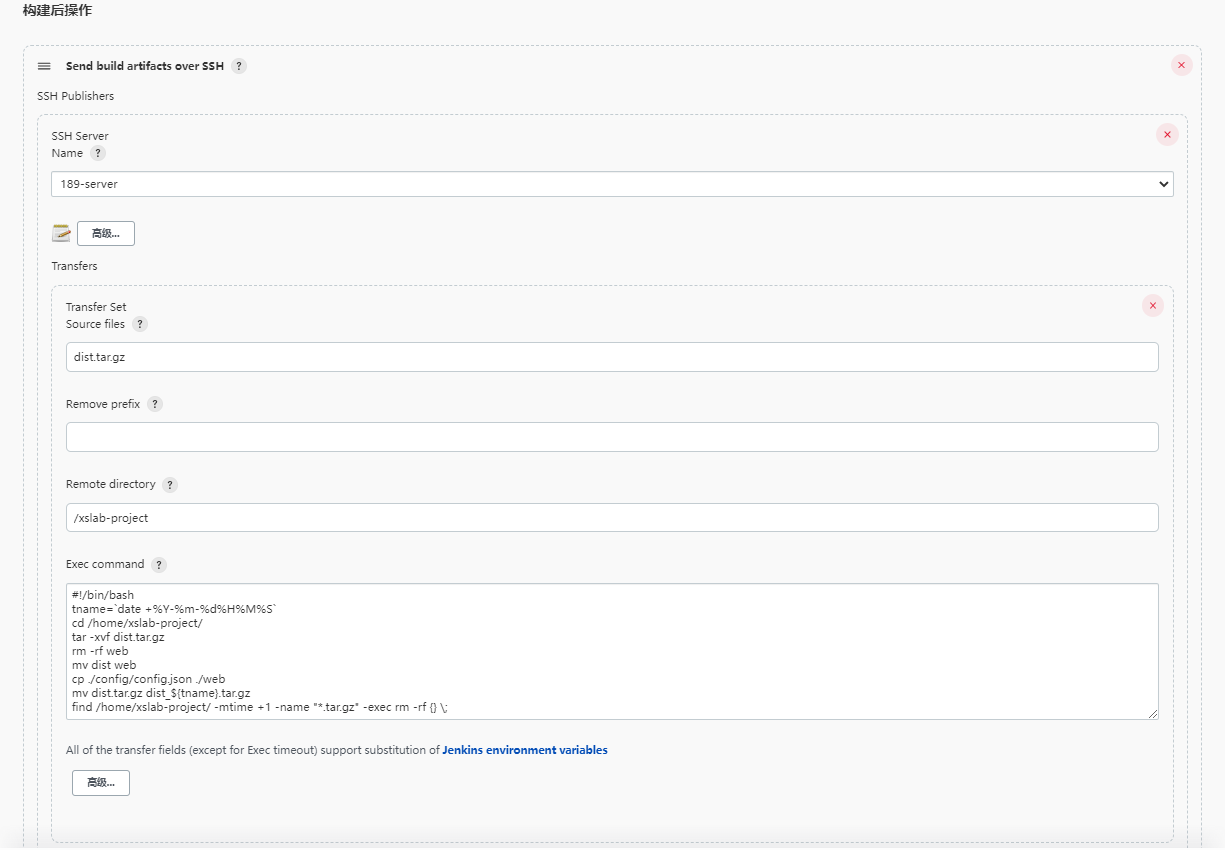 构建后操作
Send build artifacts over SSH ?
SSH Publishers
SSH Server
Name ?
189-server
高级...
Transfers
Transfer Set
Source files ?
dist.tar.gz
Remove prefix ?
Remote directory ?
/xslab-project
Exec command ?
#!/bin/bash
tname=`date +%Y-%m-%d%H%M%S`
cd /home/xslab-project/
tar -xvf dist.tar.gz
rm -rf web
mv dist web
cp ./config/config.json ./web
mv dist.tar.gz dist_${tname}.tar.gz
find /home/xslab-project/ -mtime +1 -name "*.tar.gz" -exec rm -rf {} \;
All of the transfer fields (except for Exec timeout) support substitution of Jenkins environment variables
高级...